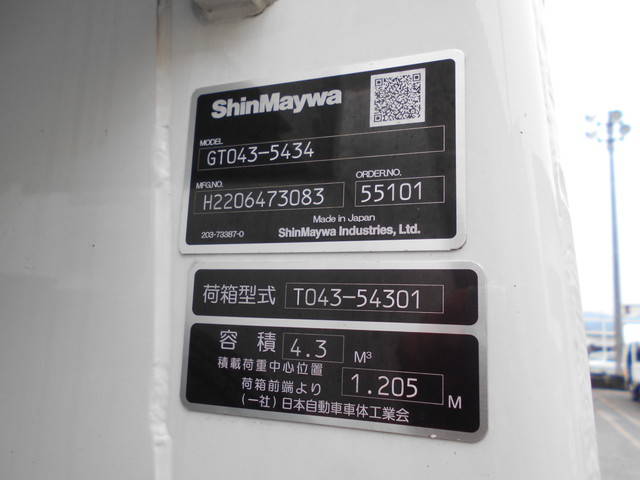 ShinMaywa
MODEL
GT043-5434
MFG.NO. ORDER.NO.
H2206473083 55101
Made in Japan
203-73387-0 ShinMaywa Industries, Ltd.
荷箱型式 T043-54301
容積 4.3 M³
積載荷重中心位置
荷箱前端より 1.205 M
(一社)日本自動車車体工業会